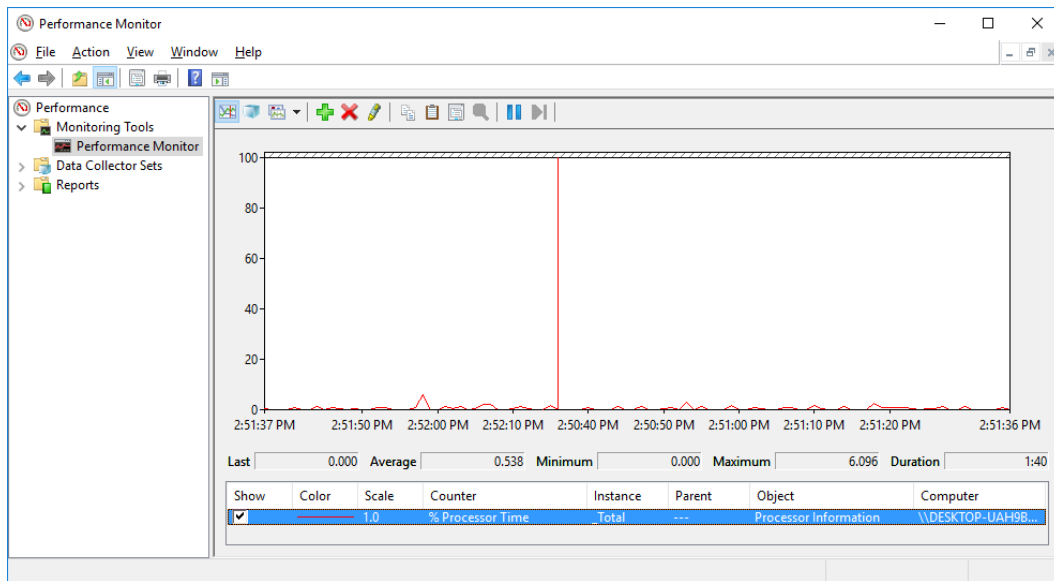 Performance Monitor
File Action View Window Help
Performance
Monitoring Tools
Performance Monitor
Data Collector Sets
Reports
100
80
60
40
20
0
2:51:37 PM 2:51:50 PM 2:52:00 PM 2:52:10 PM 2:50:40 PM 2:50:50 PM 2:51:00 PM 2:51:10 PM 2:51:20 PM 2:51:36 PM
Last 0.000 Average 0.538 Minimum 0.000 Maximum 6.096 Duration 1:40
Show Color Scale Counter Instance Parent Object Computer
1.0 % Processor Time _Total --- Processor Information \\DESKTOP-UAH9B...